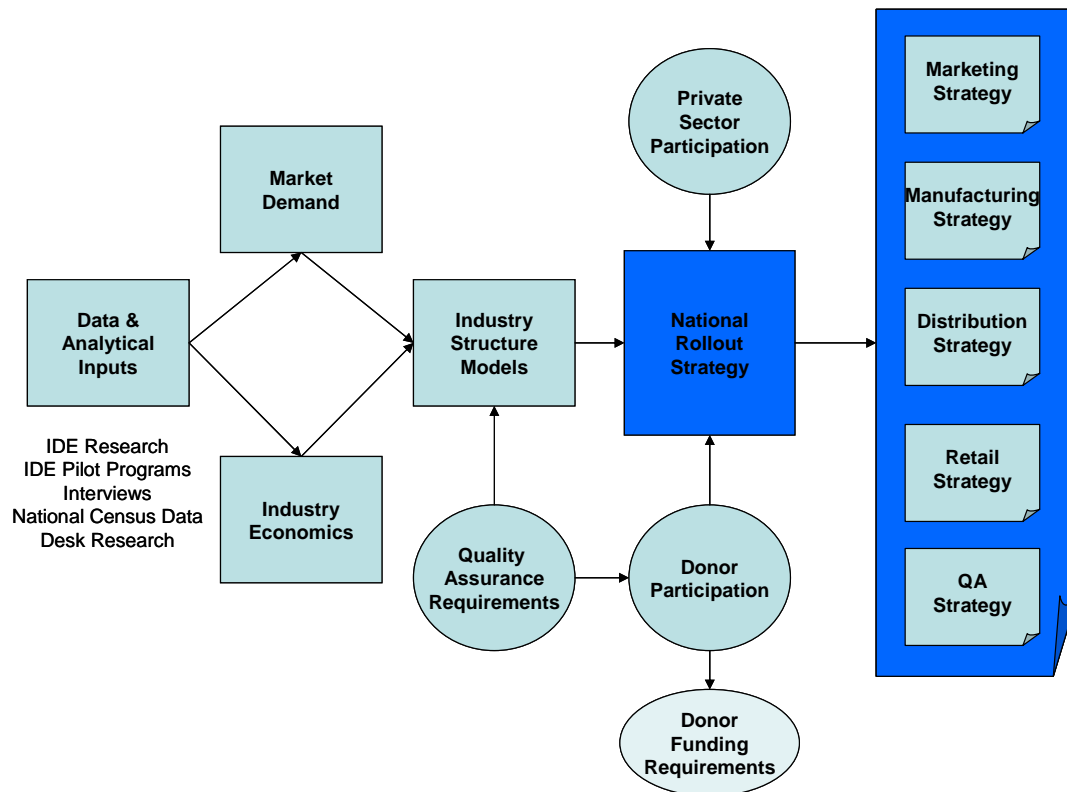 Data &
Analytical
Inputs
IDE Research
IDE Pilot Programs
Interviews
National Census Data
Desk Research
Market
Demand
Industry
Economics
Industry
Structure
Models
Quality
Assurance
Requirements
Private
Sector
Participation
National
Rollout
Strategy
Donor
Participation
Donor
Funding
Requirements
Marketing
Strategy
Manufacturing
Strategy
Distribution
Strategy
Retail
Strategy
QA
Strategy